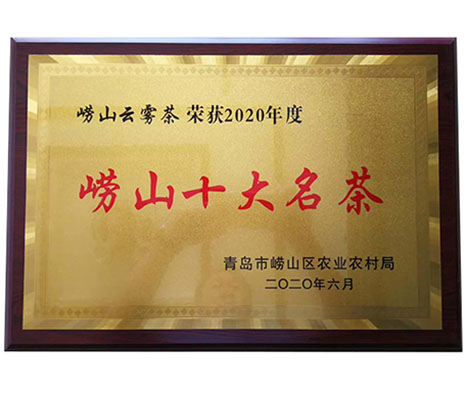 崂山云雾茶 荣获2020年度
崂山十大名茶
青岛市崂山区农业农村局
二〇二〇年六月